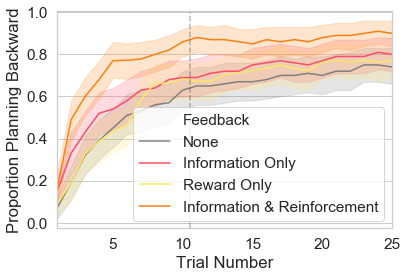 Proportion Planning Backward
1.0
0.8
0.6
0.4
0.2
0.0
Feedback
None
Information Only
Reward Only
Information & Reinforcement
5
10
15
20
25
Trial Number